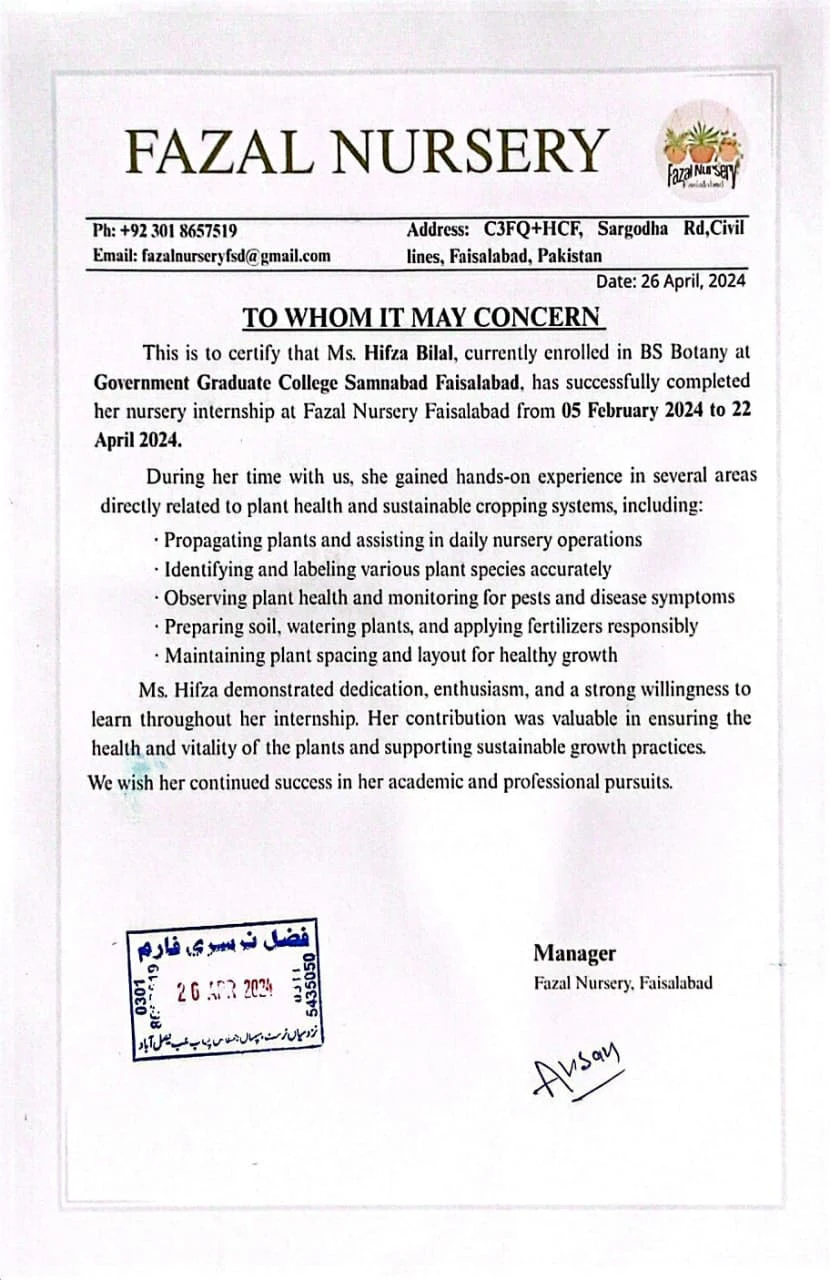 FAZAL NURSERY
Fazal Nursery
Faisalabad
Ph: +92 301 8657519
Email: fazalnurseryfsd@gmail.com
Address: C3FQ+HCF, Sargodha Rd,Civil
lines, Faisalabad, Pakistan
Date: 26 April, 2024
TO WHOM IT MAY CONCERN
This is to certify that Ms. Hifza Bilal, currently enrolled in BS Botany at
Government Graduate College Samnabad Faisalabad, has successfully completed
her nursery internship at Fazal Nursery Faisalabad from 05 February 2024 to 22
April 2024.
During her time with us, she gained hands-on experience in several areas
directly related to plant health and sustainable cropping systems, including:
· Propagating plants and assisting in daily nursery operations
· Identifying and labeling various plant species accurately
· Observing plant health and monitoring for pests and disease symptoms
· Preparing soil, watering plants, and applying fertilizers responsibly
· Maintaining plant spacing and layout for healthy growth
Ms. Hifza demonstrated dedication, enthusiasm, and a strong willingness to
learn throughout her internship. Her contribution was valuable in ensuring the
health and vitality of the plants and supporting sustainable growth practices.
We wish her continued success in her academic and professional pursuits.
فضل نرسری فارم
0301
26 APR 2024
5435050
فیصل آباد
Manager
Fazal Nursery, Faisalabad
Ahsan